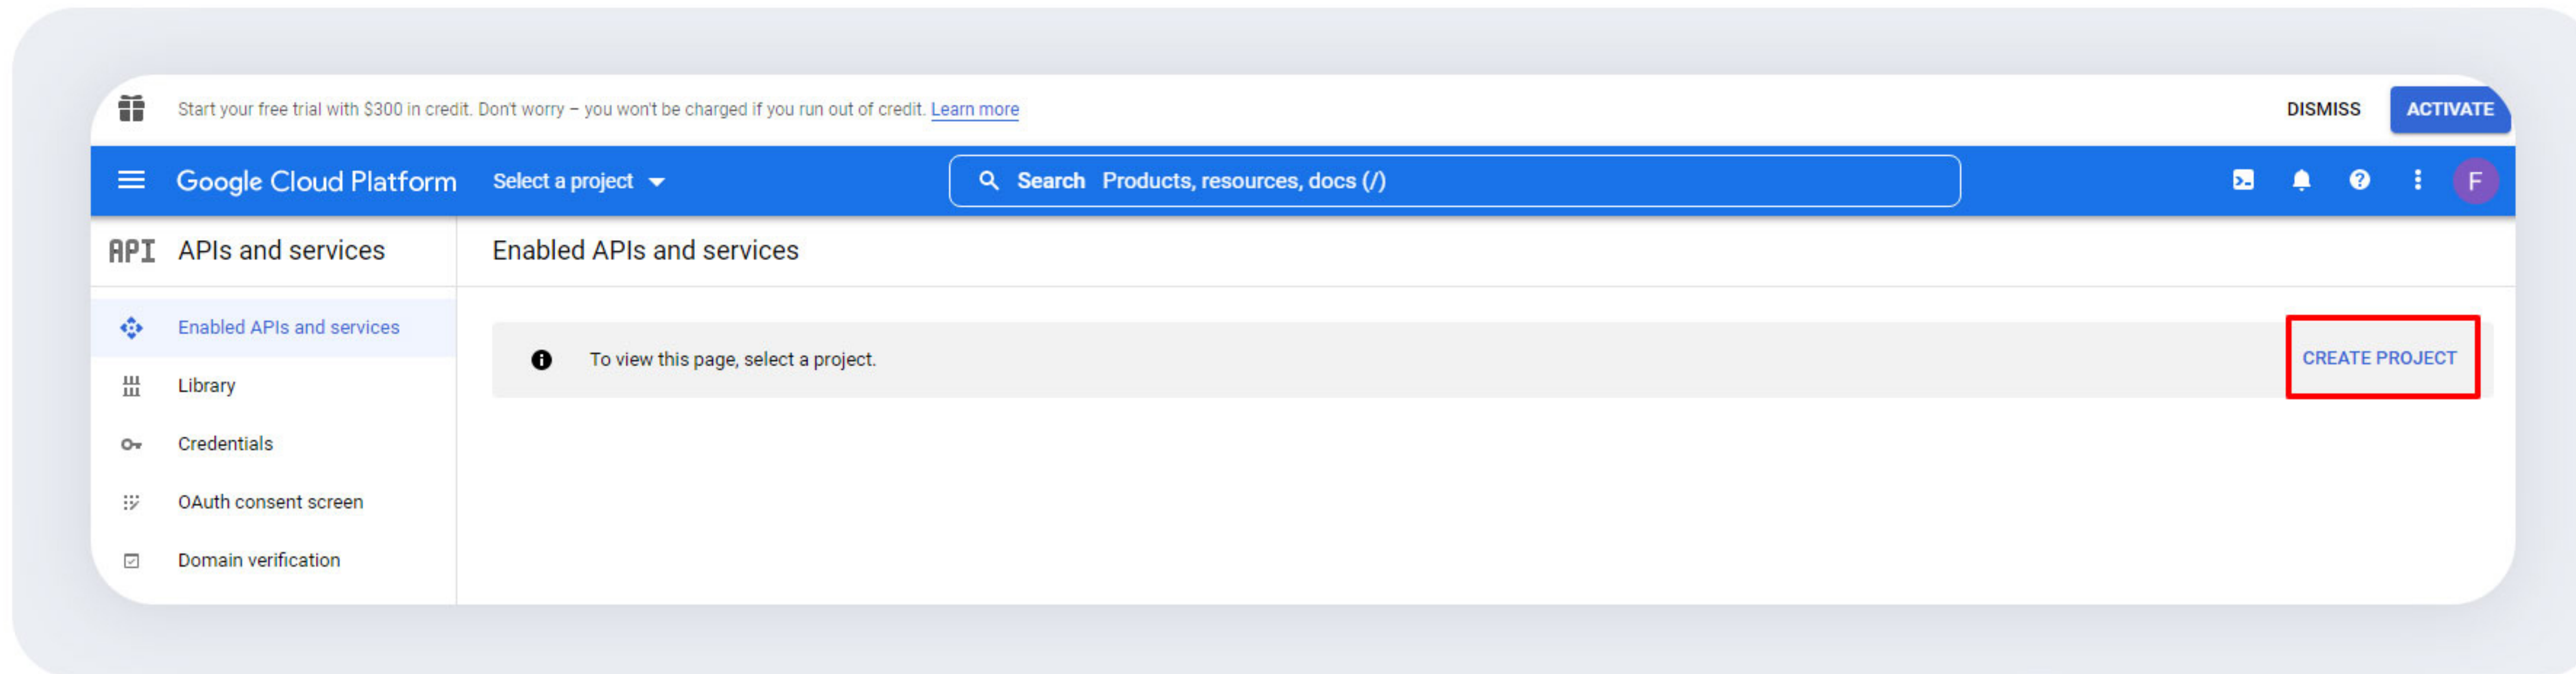 Start your free trial with $300 in credit. Don't worry – you won't be charged if you run out of credit. Learn more
DISMISS
ACTIVATE
Google Cloud Platform
Select a project
Search Products, resources, docs (/)
F
API APIs and services
Enabled APIs and services
Enabled APIs and services
To view this page, select a project.
CREATE PROJECT
Library
Credentials
OAuth consent screen
Domain verification